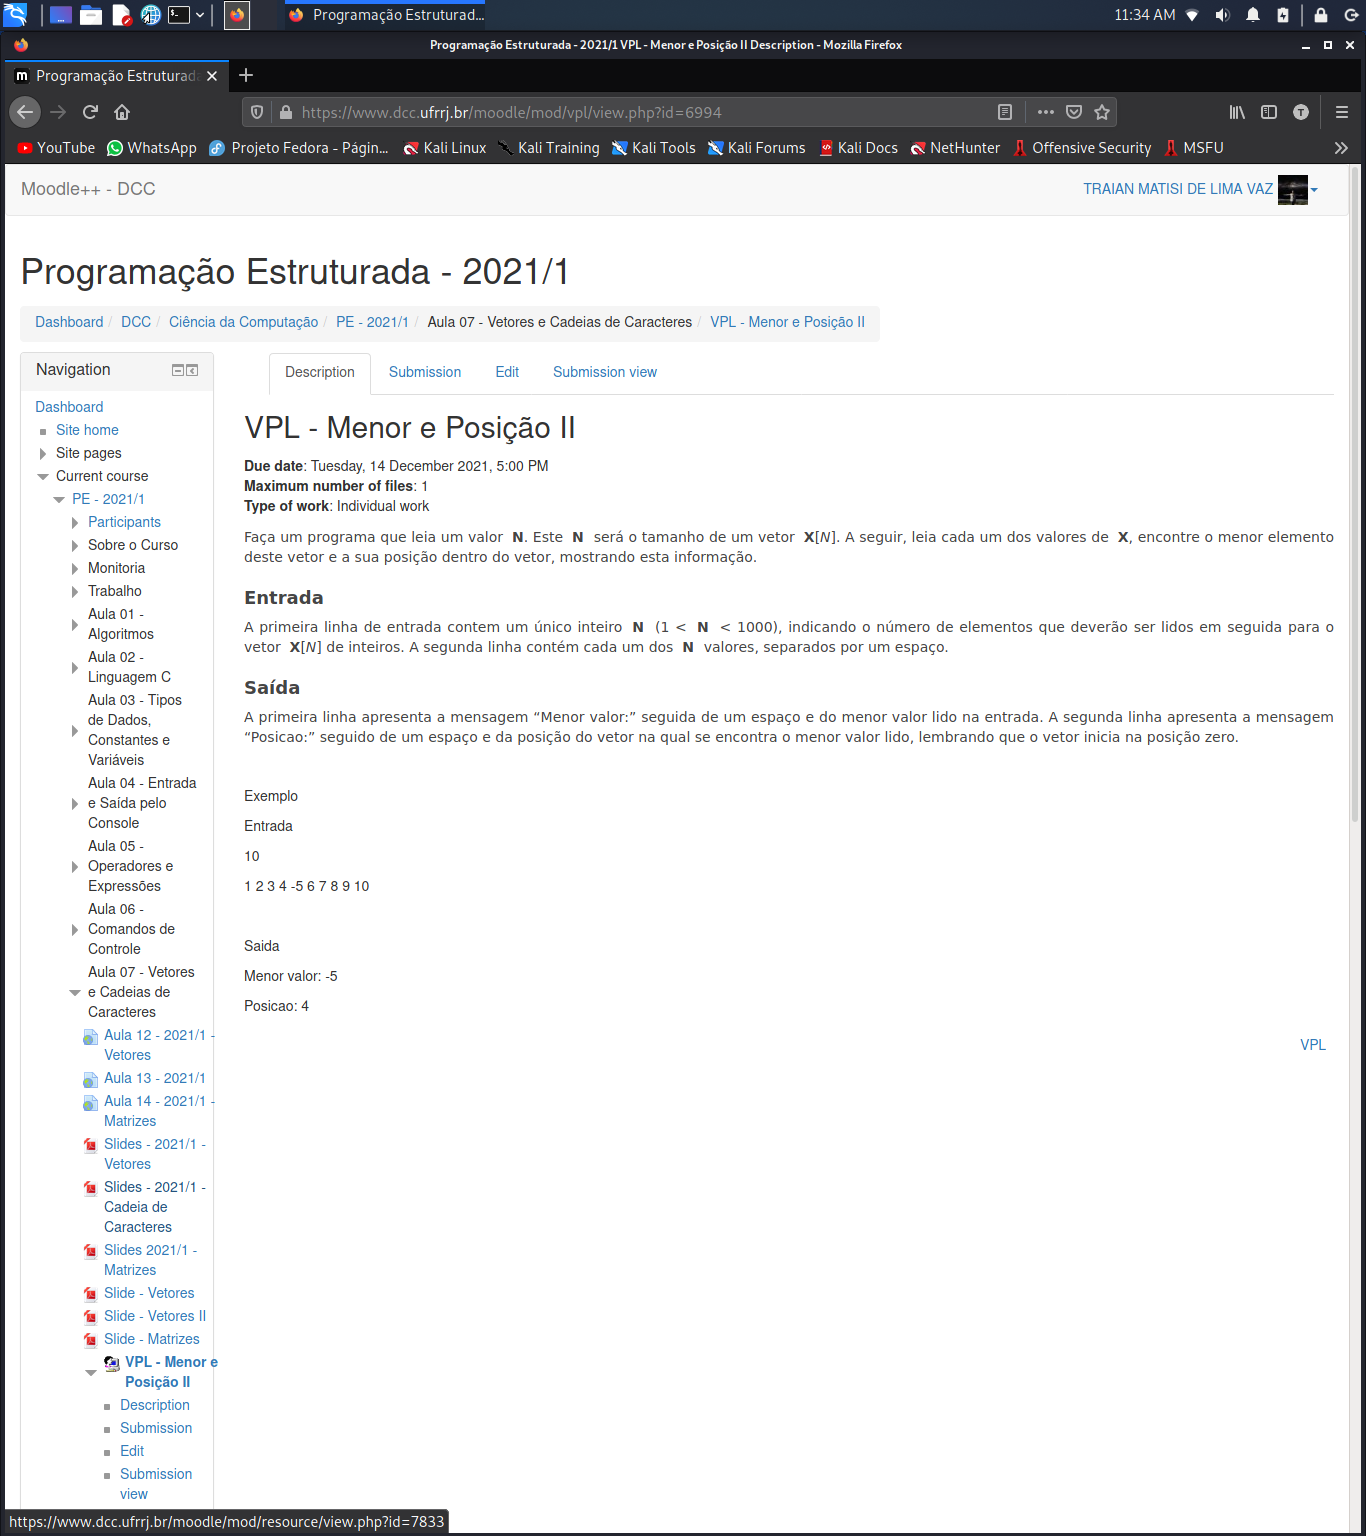 Programação Estruturad...
11:34 AM
Programação Estruturada - 2021/1 VPL - Menor e Posição II Description - Mozilla Firefox
Programação Estruturad
https://www.dcc.ufrrj.br/moodle/mod/vpl/view.php?id=6994
YouTube WhatsApp Projeto Fedora - Págin... Kali Linux Kali Training Kali Tools Kali Forums Kali Docs NetHunter Offensive Security MSFU
Moodle++ - DCC
TRAIAN MATISI DE LIMA VAZ
Programação Estruturada - 2021/1
Dashboard / DCC / Ciência da Computação / PE - 2021/1 / Aula 07 - Vetores e Cadeias de Caracteres / VPL - Menor e Posição II
Navigation
Dashboard
Site home
Site pages
Current course
PE - 2021/1
Participants
Sobre o Curso
Monitoria
Trabalho
Aula 01 -
Algoritmos
Aula 02 -
Linguagem C
Aula 03 - Tipos
de Dados,
Constantes e
Variáveis
Aula 04 - Entrada
e Saída pelo
Console
Aula 05 -
Operadores e
Expressões
Aula 06 -
Comandos de
Controle
Aula 07 - Vetores
e Cadeias de
Caracteres
Aula 12 - 2021/1 -
Vetores
Aula 13 - 2021/1
Aula 14 - 2021/1 -
Matrizes
Slides - 2021/1 -
Vetores
Slides - 2021/1 -
Cadeia de
Caracteres
Slides 2021/1 -
Matrizes
Slide - Vetores
Slide - Vetores II
Slide - Matrizes
VPL - Menor e
Posição II
Description
Submission
Edit
Submission
view
Description Submission Edit Submission view
VPL - Menor e Posição II
Due date: Tuesday, 14 December 2021, 5:00 PM
Maximum number of files: 1
Type of work: Individual work
Faça um programa que leia um valor N. Este N será o tamanho de um vetor X[N]. A seguir, leia cada um dos valores de X, encontre o menor elemento
deste vetor e a sua posição dentro do vetor, mostrando esta informação.
Entrada
A primeira linha de entrada contem um único inteiro N (1 < N < 1000), indicando o número de elementos que deverão ser lidos em seguida para o
vetor X[N] de inteiros. A segunda linha contém cada um dos N valores, separados por um espaço.
Saída
A primeira linha apresenta a mensagem “Menor valor:” seguida de um espaço e do menor valor lido na entrada. A segunda linha apresenta a mensagem
“Posicao:” seguido de um espaço e da posição do vetor na qual se encontra o menor valor lido, lembrando que o vetor inicia na posição zero.
Exemplo
Entrada
10
1 2 3 4 -5 6 7 8 9 10
Saida
Menor valor: -5
Posicao: 4
VPL
https://www.dcc.ufrrj.br/moodle/mod/resource/view.php?id=7833